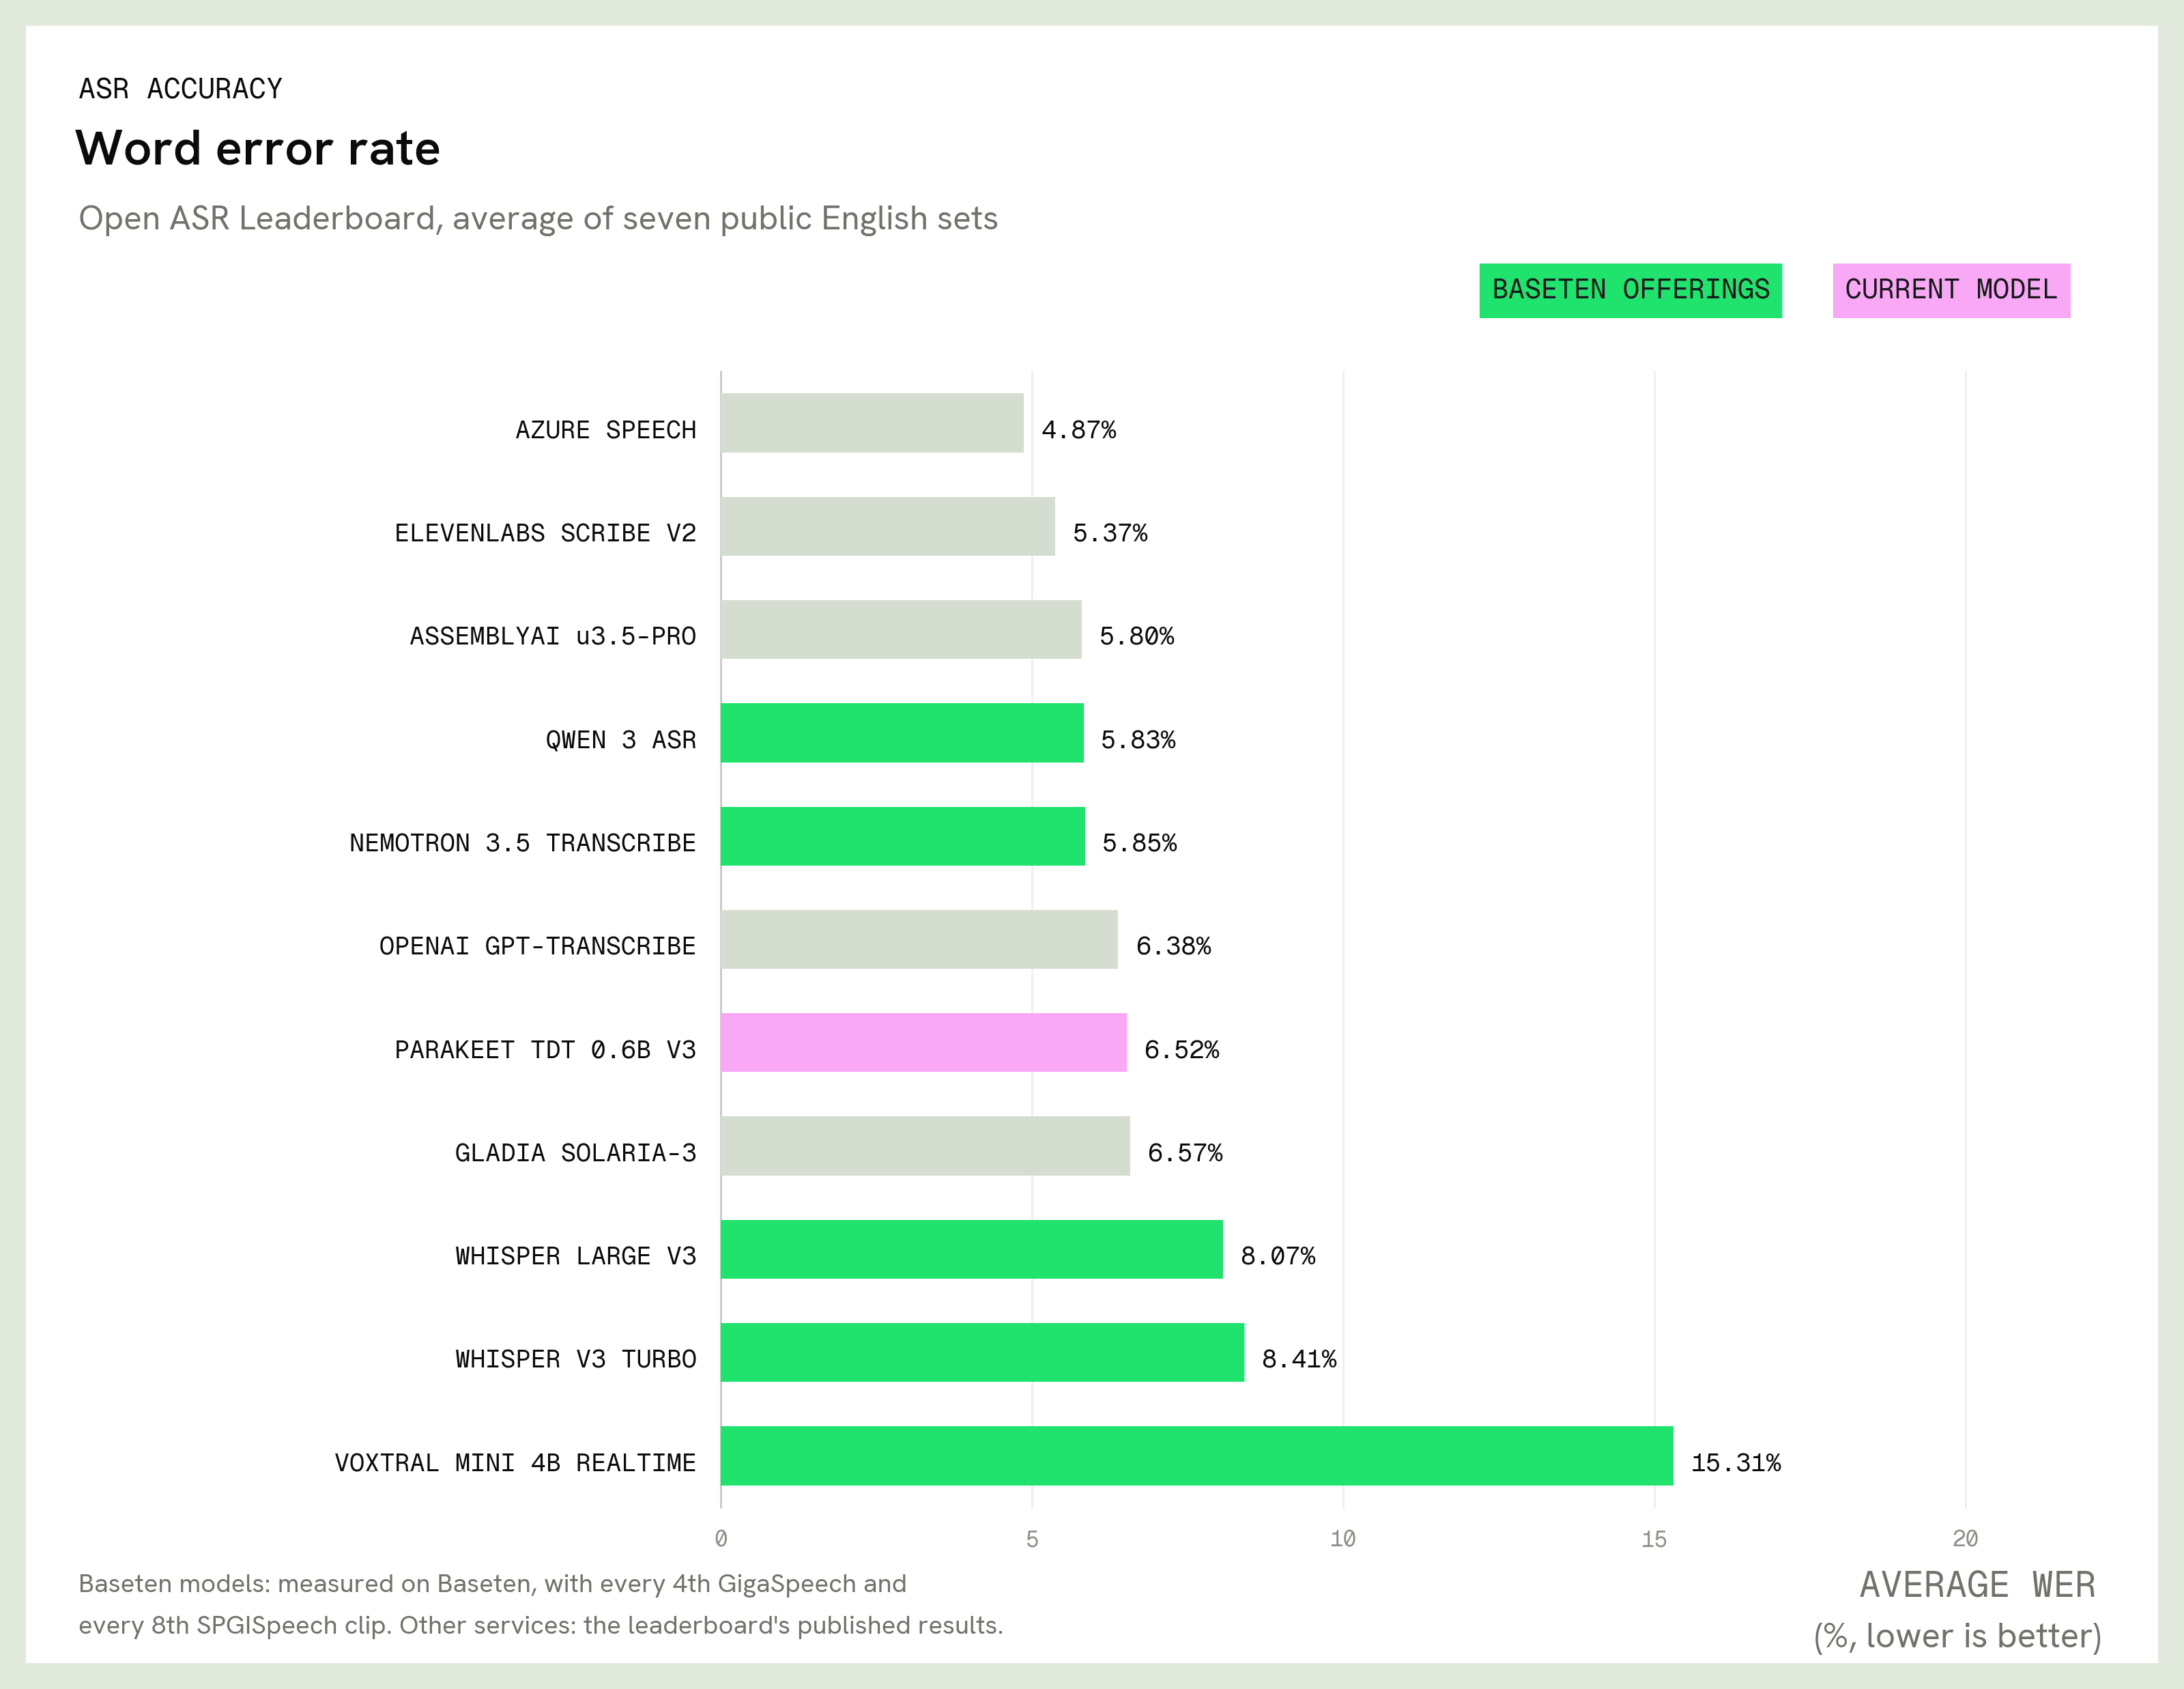 ASR ACCURACY
Word error rate
Open ASR Leaderboard, average of seven public English sets
BASETEN OFFERINGS
CURRENT MODEL
AZURE SPEECH 4.87%
ELEVENLABS SCRIBE V2 5.37%
ASSEMBLYAI u3.5-PRO 5.80%
QWEN 3 ASR 5.83%
NEMOTRON 3.5 TRANSCRIBE 5.85%
OPENAI GPT-TRANSCRIBE 6.38%
PARAKEET TDT 0.6B V3 6.52%
GLADIA SOLARIA-3 6.57%
WHISPER LARGE V3 8.07%
WHISPER V3 TURBO 8.41%
VOXTRAL MINI 4B REALTIME 15.31%
0 5 10 15 20
Baseten models: measured on Baseten, with every 4th GigaSpeech and
every 8th SPGISpeech clip. Other services: the leaderboard's published results.
AVERAGE WER
(%, lower is better)